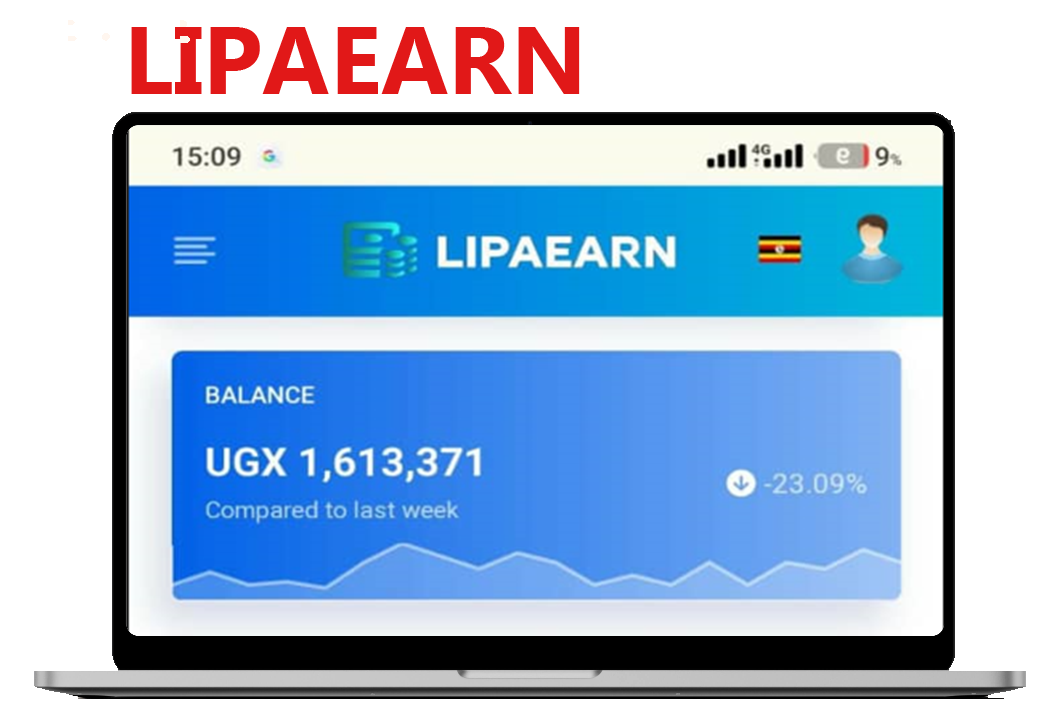 LIPAEARN
15:09 4G 9%
LIPAEARN
BALANCE
UGX 1,613,371
-23.09%
Compared to last week